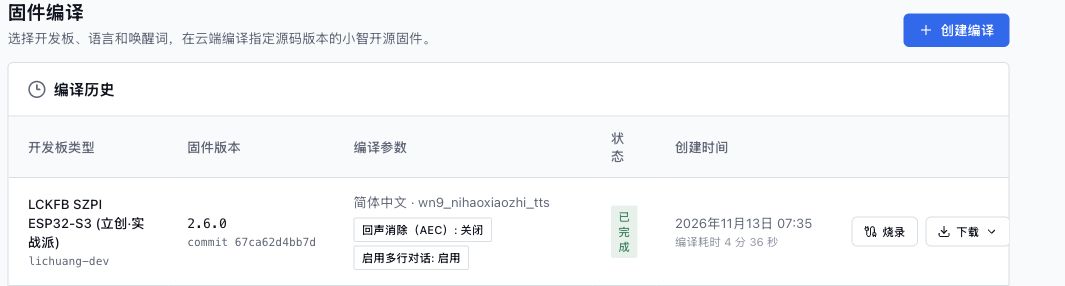 固件编译
选择开发板、语言和唤醒词，在云端编译指定源码版本的小智开源固件。
创建编译
编译历史
开发板类型
固件版本
编译参数
状
态
创建时间
LCKFB SZPI
ESP32-S3 (立创·实
战派)
lichuang-dev
2.6.0
commit 67ca62d4bb7d
简体中文 · wn9_nihaoxiaozhi_tts
回声消除（AEC）: 关闭
启用多行对话: 启用
已
完
成
2026年11月13日 07:35
编译耗时 4 分 36 秒
烧录
下载